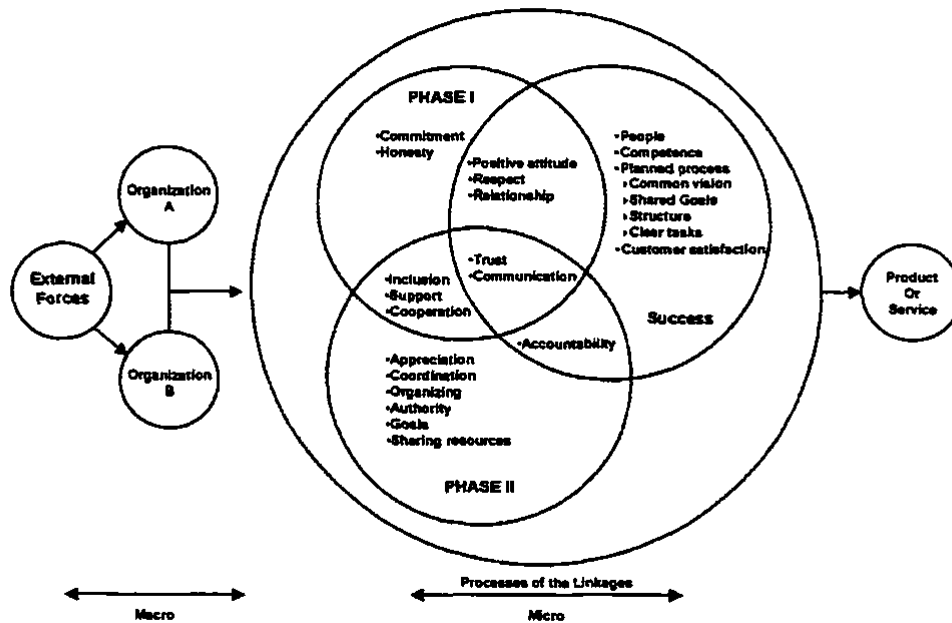 PHASE I
•Commitment
•Honesty
•Positive attitude
•Respect
•Relationship
•People
•Competence
•Planned process
Common vision
Shared Goals
Structure
Clear tasks
•Customer satisfaction
Organization
A
External
Forces
Organization
B
•Trust
•Communication
•Inclusion
•Support
•Cooperation
Success
•Accountability
•Appreciation
•Coordination
•Organizing
•Authority
•Goals
•Sharing resources
PHASE II
Product
Or
Service
Processes of the Linkages
Macro
Micro